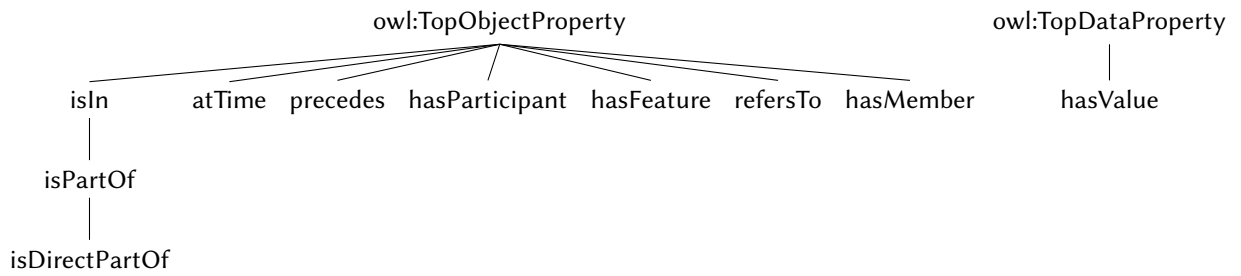 owl:TopObjectProperty owl:TopDataProperty
isIn atTime precedes hasParticipant hasFeature refersTo hasMember hasValue
isPartOf
isDirectPartOf